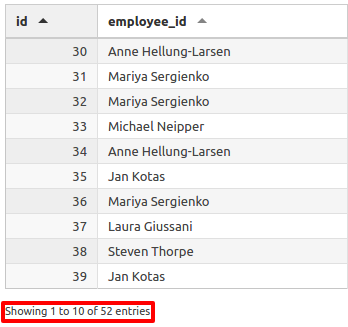 id employee_id
30 Anne Hellung-Larsen
31 Mariya Sergienko
32 Mariya Sergienko
33 Michael Neipper
34 Anne Hellung-Larsen
35 Jan Kotas
36 Mariya Sergienko
37 Laura Giussani
38 Steven Thorpe
39 Jan Kotas
Showing 1 to 10 of 52 entries